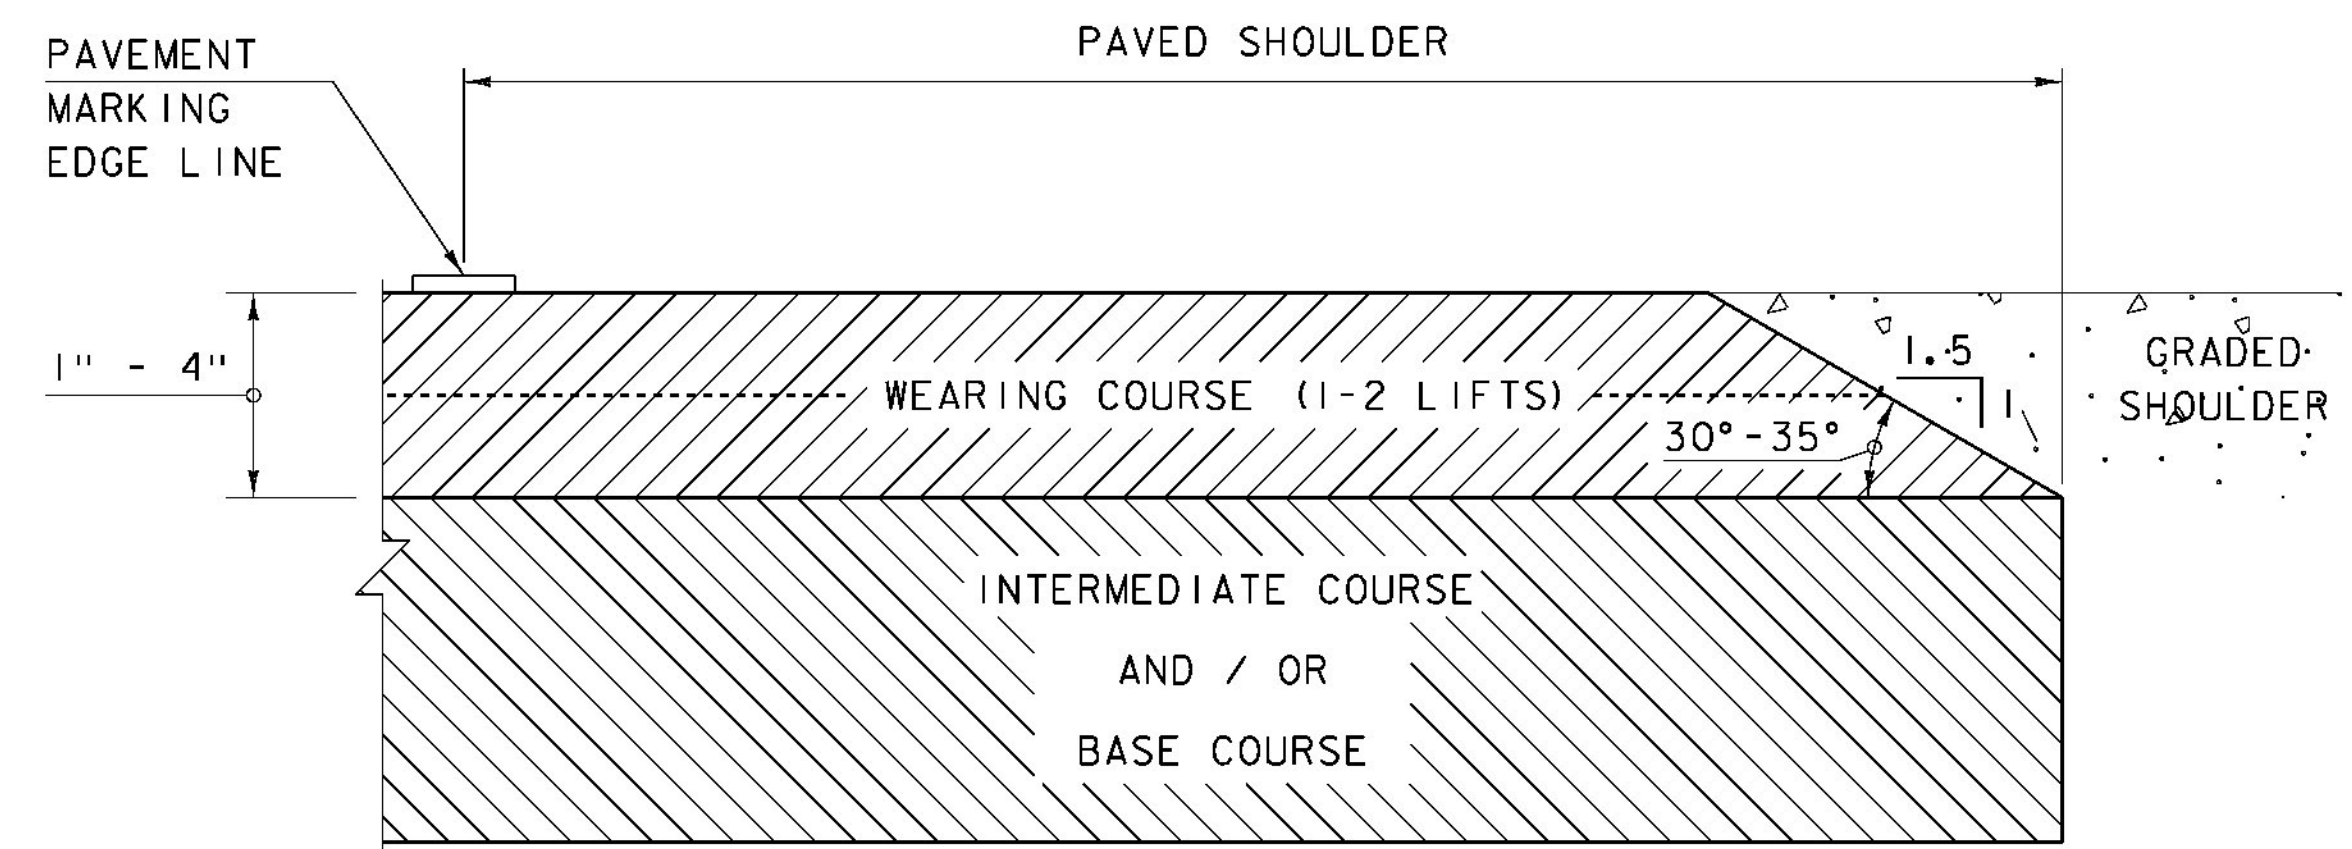 PAVEMENT
MARKING
EDGE LINE
PAVED SHOULDER
1" - 4"
WEARING COURSE (1-2 LIFTS)
30°-35°
1.5
1
GRADED
SHOULDER
INTERMEDIATE COURSE
AND / OR
BASE COURSE